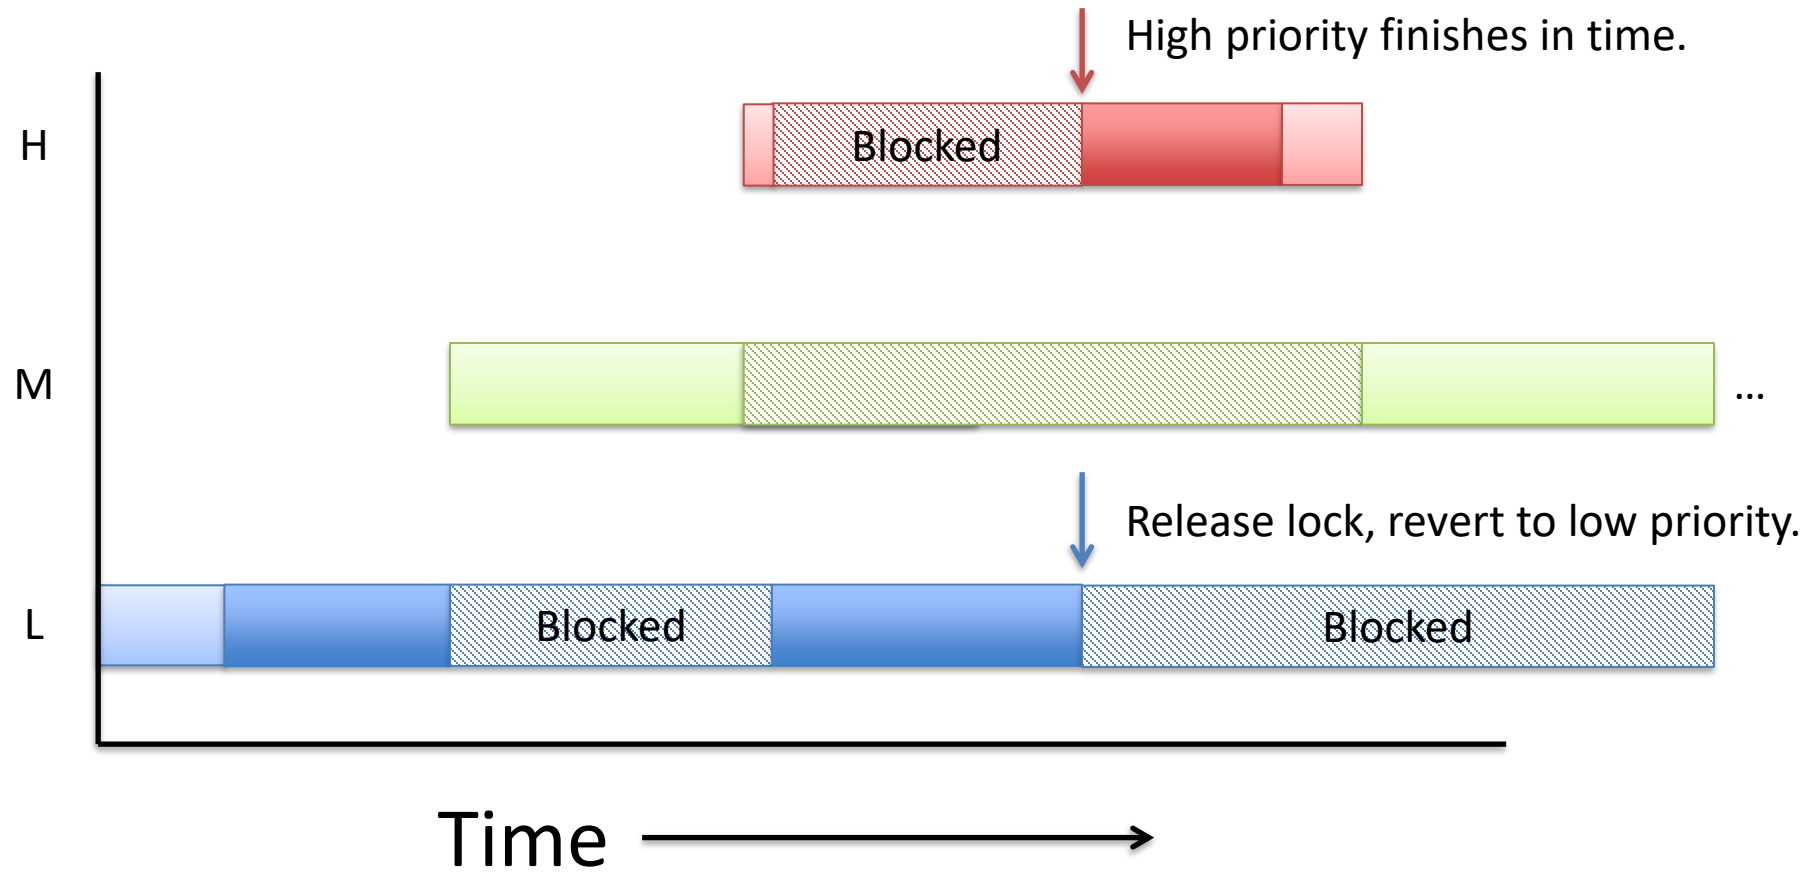 High priority finishes in time.
H
Blocked
M
…
Release lock, revert to low priority.
L
Blocked
Blocked
Time